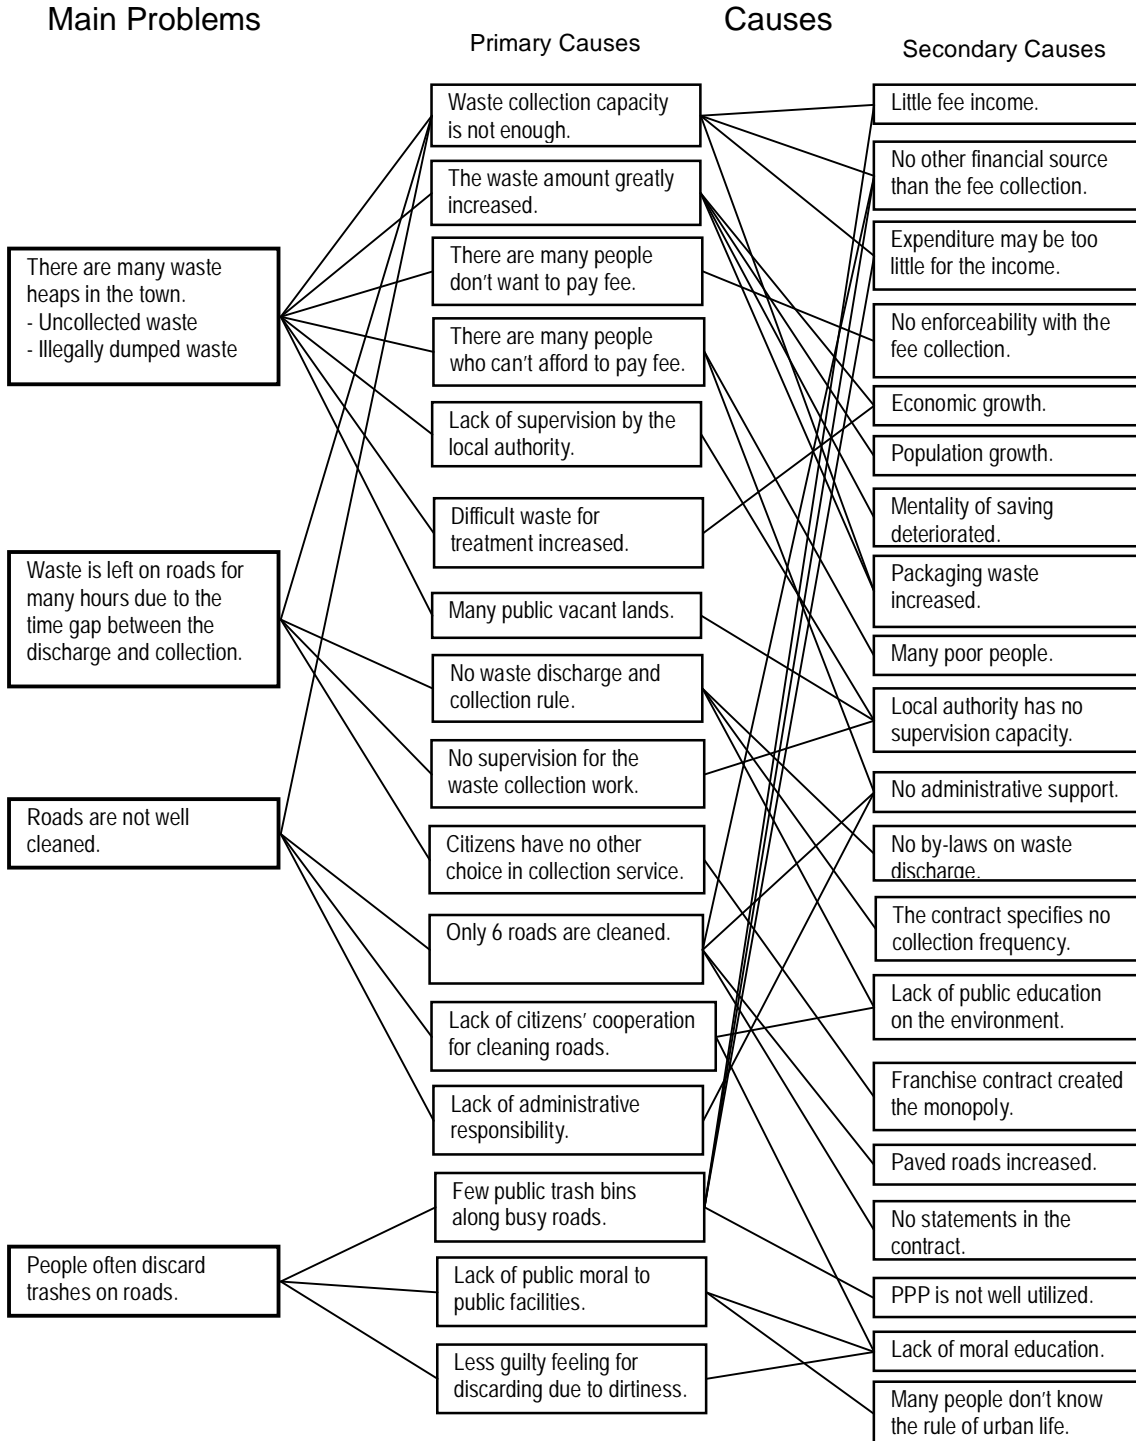 Main Problems
Causes
Primary Causes
Secondary Causes
There are many waste
heaps in the town.
- Uncollected waste
- Illegally dumped waste
Waste is left on roads for
many hours due to the
time gap between the
discharge and collection.
Roads are not well
cleaned.
People often discard
trashes on roads.
Waste collection capacity
is not enough.
The waste amount greatly
increased.
There are many people
don't want to pay fee.
There are many people
who can't afford to pay fee.
Lack of supervision by the
local authority.
Difficult waste for
treatment increased.
Many public vacant lands.
No waste discharge and
collection rule.
No supervision for the
waste collection work.
Citizens have no other
choice in collection service.
Only 6 roads are cleaned.
Lack of citizens' cooperation
for cleaning roads.
Lack of administrative
responsibility.
Few public trash bins
along busy roads.
Lack of public moral to
public facilities.
Less guilty feeling for
discarding due to dirtiness.
Little fee income.
No other financial source
than the fee collection.
Expenditure may be too
little for the income.
No enforceability with the
fee collection.
Economic growth.
Population growth.
Mentality of saving
deteriorated.
Packaging waste
increased.
Many poor people.
Local authority has no
supervision capacity.
No administrative support.
No by-laws on waste
discharge.
The contract specifies no
collection frequency.
Lack of public education
on the environment.
Franchise contract created
the monopoly.
Paved roads increased.
No statements in the
contract.
PPP is not well utilized.
Lack of moral education.
Many people don't know
the rule of urban life.